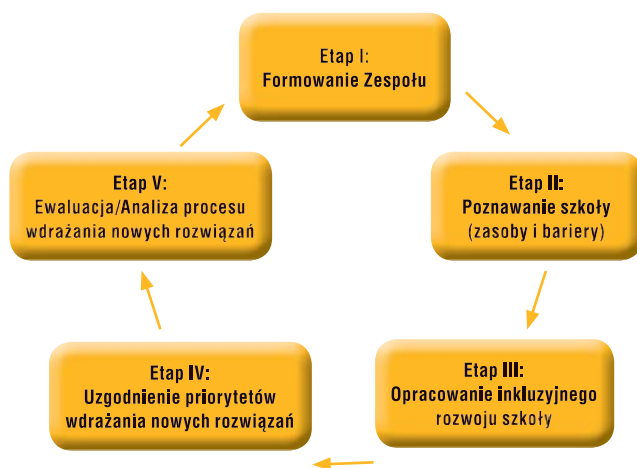 Etap I:
Formowanie Zespołu
Etap II:
Poznawanie szkoły
(zasoby i bariery)
Etap III:
Opracowanie inkluzyjnego
rozwoju szkoły
Etap IV:
Uzgodnienie priorytetów
wdrażania nowych rozwiązań
Etap V:
Ewaluacja/Analiza procesu
wdrażania nowych rozwiązań